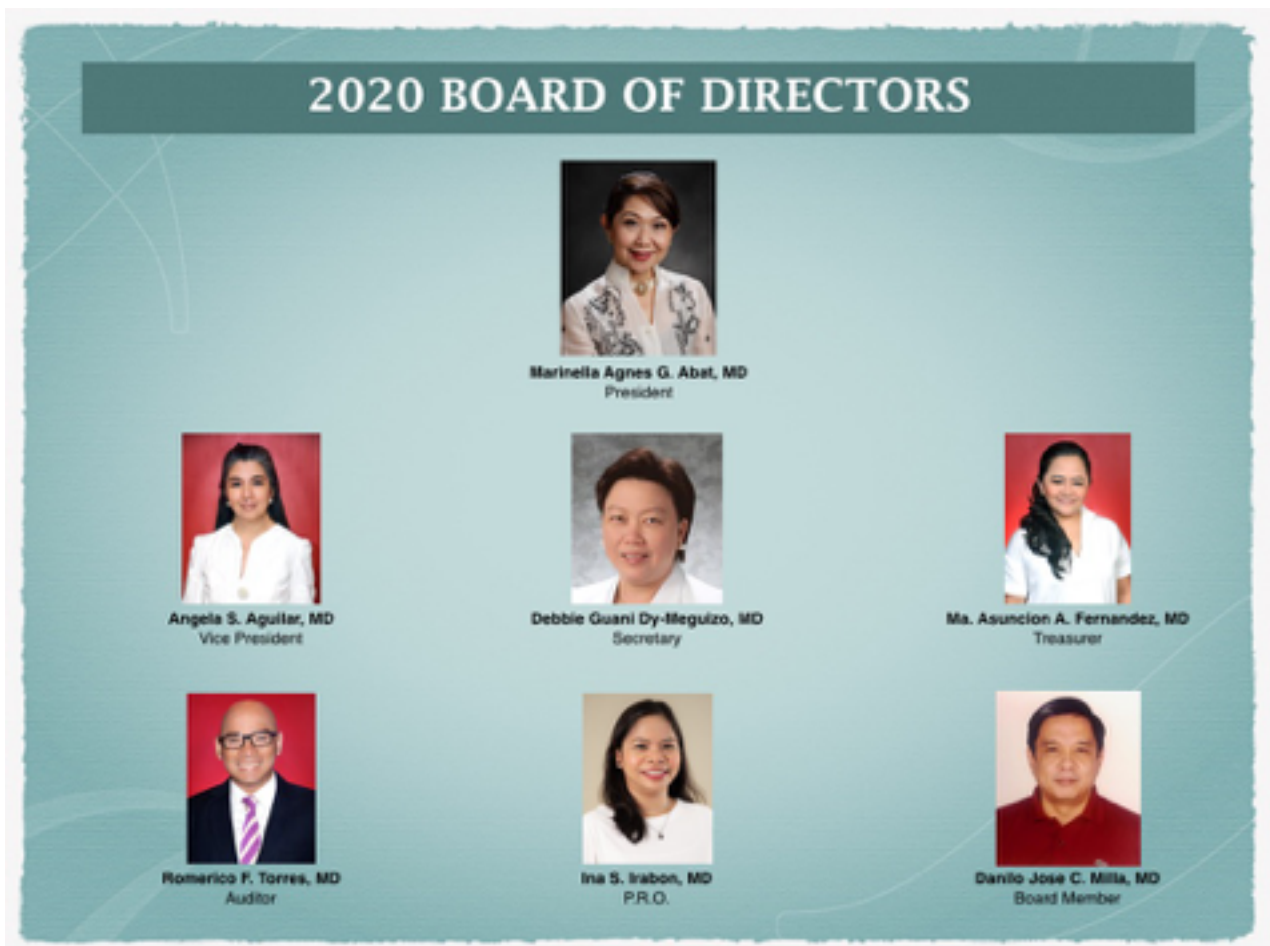 2020 BOARD OF DIRECTORS
Marinella Agnes G. Abat, MD
President
Angela S. Aguilar, MD
Vice President
Debbie Guani Dy-Meguizo, MD
Secretary
Ma. Asuncion A. Fernandez, MD
Treasurer
Romerico F. Torres, MD
Auditor
Ina S. Irabon, MD
P.R.O.
Danilo Jose C. Milla, MD
Board Member